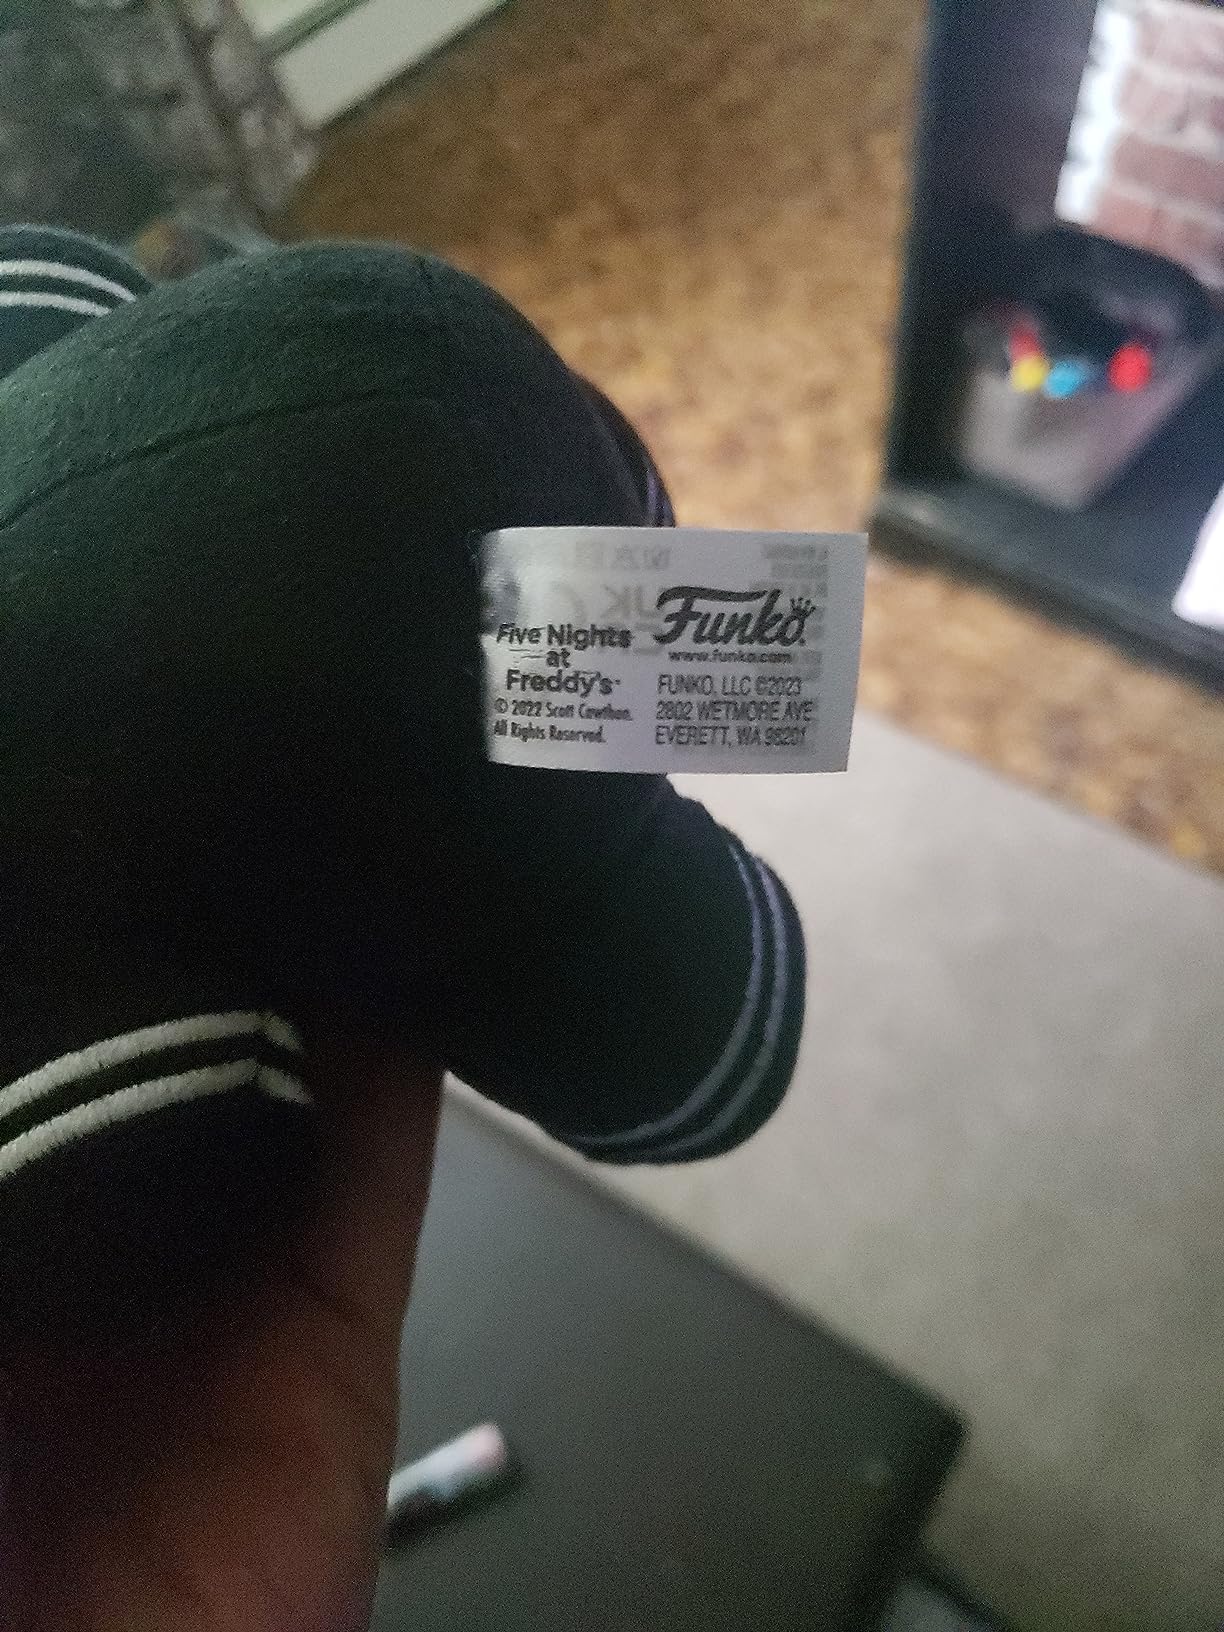 Five Nights
at
Freddy's
© 2022 Scott Cawthon.
All Rights Reserved.
Funko
www.funko.com
FUNKO, LLC ©2023
2802 WETMORE AVE
EVERETT, WA 98201